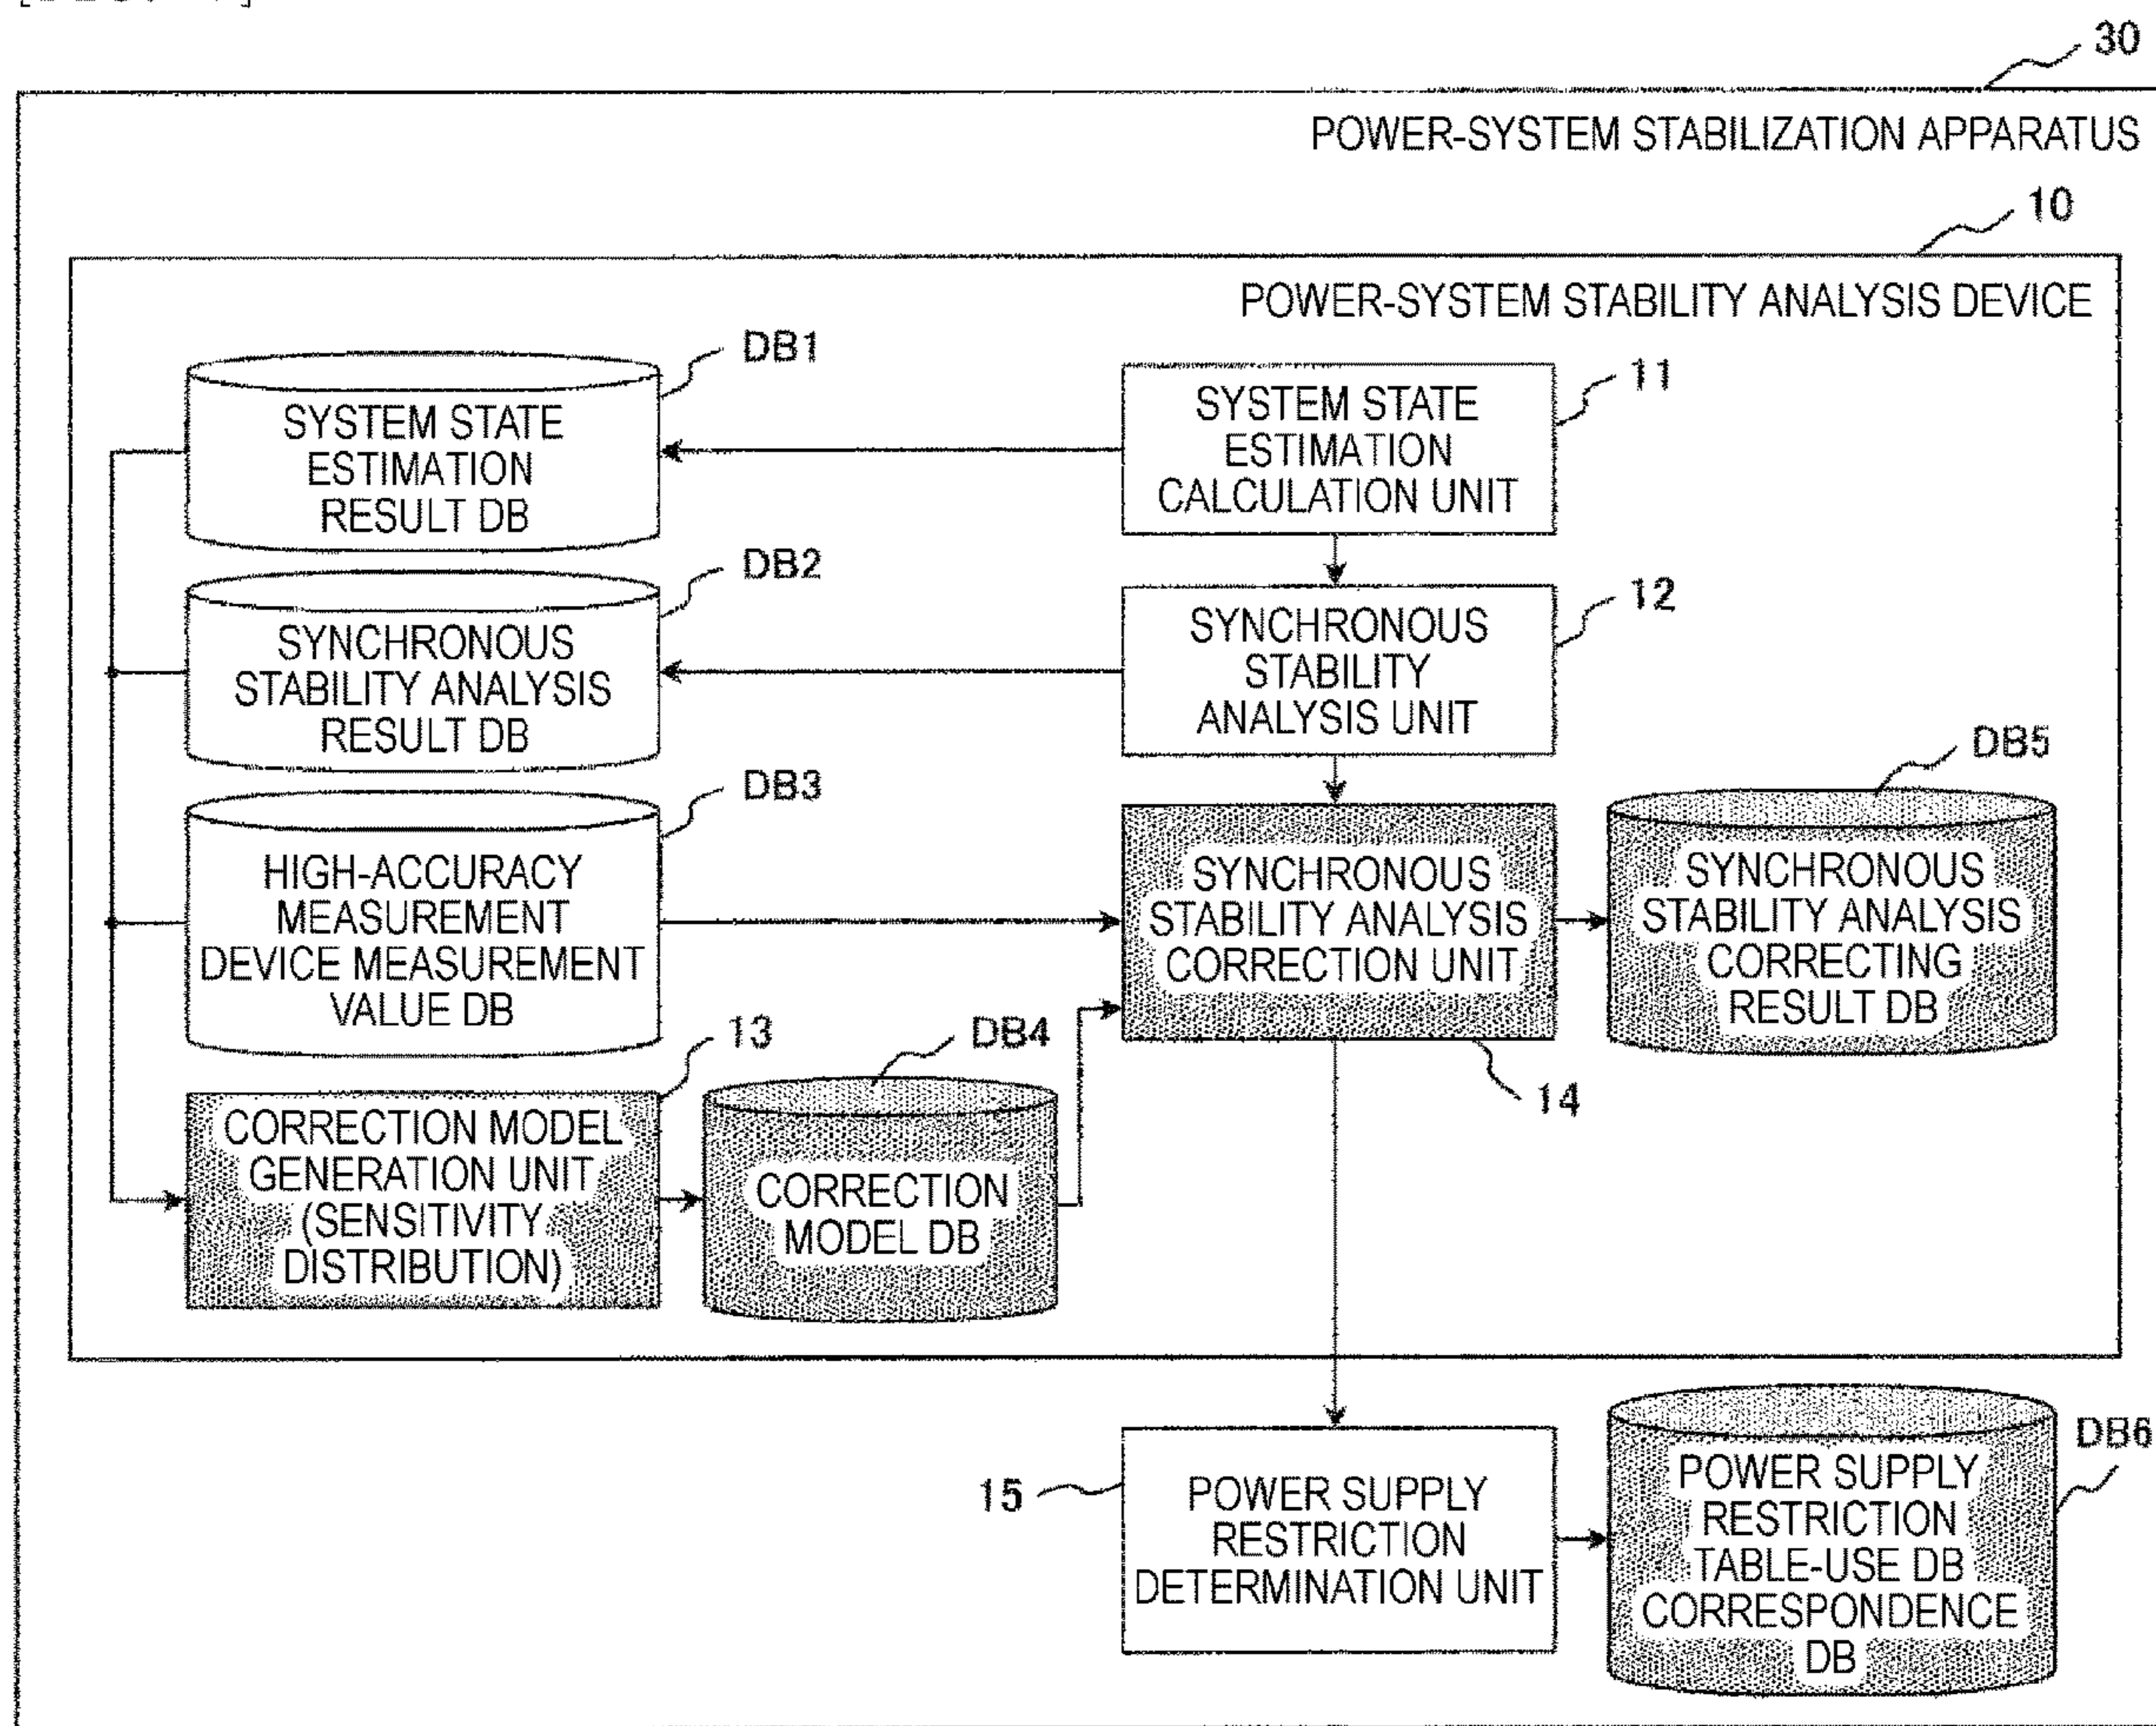 30
POWER-SYSTEM STABILIZATION APPARATUS
10
POWER-SYSTEM STABILITY ANALYSIS DEVICE
DB1
SYSTEM STATE
ESTIMATION
RESULT DB
11
SYSTEM STATE
ESTIMATION
CALCULATION UNIT
DB2
SYNCHRONOUS
STABILITY ANALYSIS
RESULT DB
12
SYNCHRONOUS
STABILITY
ANALYSIS UNIT
DB3
HIGH-ACCURACY
MEASUREMENT
DEVICE MEASUREMENT
VALUE DB
SYNCHRONOUS
STABILITY ANALYSIS
CORRECTION UNIT
14
DB5
SYNCHRONOUS
STABILITY ANALYSIS
CORRECTING
RESULT DB
13
CORRECTION MODEL
GENERATION UNIT
(SENSITIVITY
DISTRIBUTION)
DB4
CORRECTION
MODEL DB
15
POWER SUPPLY
RESTRICTION
DETERMINATION UNIT
DB6
POWER SUPPLY
RESTRICTION
TABLE-USE DB
CORRESPONDENCE
DB